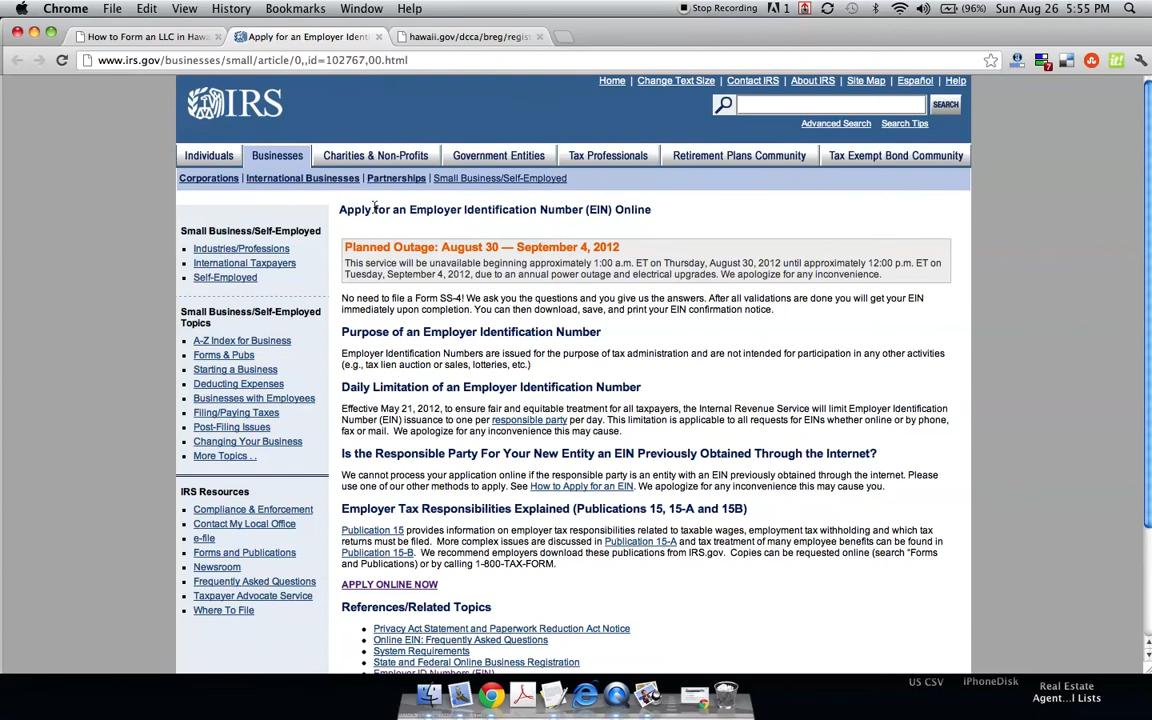 Chrome File Edit View History Bookmarks Window Help Stop Recording 1 (96%) Sun Aug 26 5:55 PM
How to Form an LLC in Hawa Apply for an Employer Identi hawaii.gov/dcca/breg/regist
www.irs.gov/businesses/small/article/0,,id=102767,00.html
Home | Change Text Size | Contact IRS | About IRS | Site Map | Español | Help
IRS
SEARCH
Advanced Search Search Tips
Individuals Businesses Charities & Non-Profits Government Entities Tax Professionals Retirement Plans Community Tax Exempt Bond Community
Corporations | International Businesses | Partnerships | Small Business/Self-Employed
Small Business/Self-Employed
Industries/Professions
International Taxpayers
Self-Employed
Small Business/Self-Employed
Topics
A-Z Index for Business
Forms & Pubs
Starting a Business
Deducting Expenses
Businesses with Employees
Filing/Paying Taxes
Post-Filing Issues
Changing Your Business
More Topics . .
IRS Resources
Compliance & Enforcement
Contact My Local Office
e-file
Forms and Publications
Newsroom
Frequently Asked Questions
Taxpayer Advocate Service
Where To File
Apply for an Employer Identification Number (EIN) Online
Planned Outage: August 30 — September 4, 2012
This service will be unavailable beginning approximately 1:00 a.m. ET on Thursday, August 30, 2012 until approximately 12:00 p.m. ET on
Tuesday, September 4, 2012, due to an annual power outage and electrical upgrades. We apologize for any inconvenience.
No need to file a Form SS-4! We ask you the questions and you give us the answers. After all validations are done you will get your EIN
immediately upon completion. You can then download, save, and print your EIN confirmation notice.
Purpose of an Employer Identification Number
Employer Identification Numbers are issued for the purpose of tax administration and are not intended for participation in any other activities
(e.g., tax lien auction or sales, lotteries, etc.)
Daily Limitation of an Employer Identification Number
Effective May 21, 2012, to ensure fair and equitable treatment for all taxpayers, the Internal Revenue Service will limit Employer Identification
Number (EIN) issuance to one per responsible party per day. This limitation is applicable to all requests for EINs whether online or by phone,
fax or mail. We apologize for any inconvenience this may cause.
Is the Responsible Party For Your New Entity an EIN Previously Obtained Through the Internet?
We cannot process your application online if the responsible party is an entity with an EIN previously obtained through the internet. Please
use one of our other methods to apply. See How to Apply for an EIN. We apologize for any inconvenience this may cause you.
Employer Tax Responsibilities Explained (Publications 15, 15-A and 15B)
Publication 15 provides information on employer tax responsibilities related to taxable wages, employment tax withholding and which tax
returns must be filed. More complex issues are discussed in Publication 15-A and tax treatment of many employee benefits can be found in
Publication 15-B. We recommend employers download these publications from IRS.gov. Copies can be requested online (search "Forms
and Publications) or by calling 1-800-TAX-FORM.
APPLY ONLINE NOW
References/Related Topics
Privacy Act Statement and Paperwork Reduction Act Notice
Online EIN: Frequently Asked Questions
System Requirements
State and Federal Online Business Registration
Employer ID Numbers (EIN)
US CSV iPhoneDisk
Real Estate
Agent...l Lists